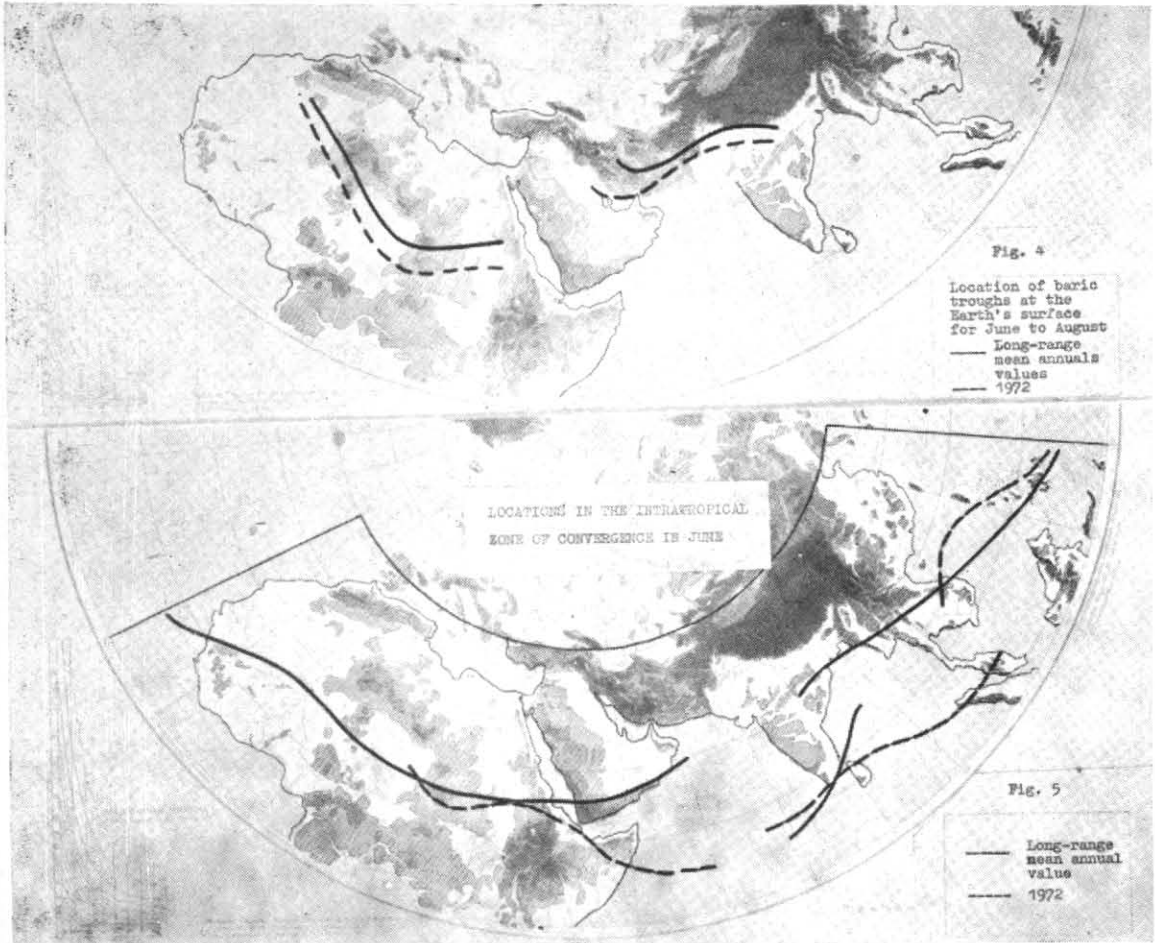 Fig. 4
Location of baric
troughs at the
Earth's surface
for June to August
Long-range
mean annuals
values
1972
LOCATIONS IN THE INTRATROPICAL
ZONE OF CONVERGENCE IN JUNE
Fig. 5
Long-range
mean annual
value
1972